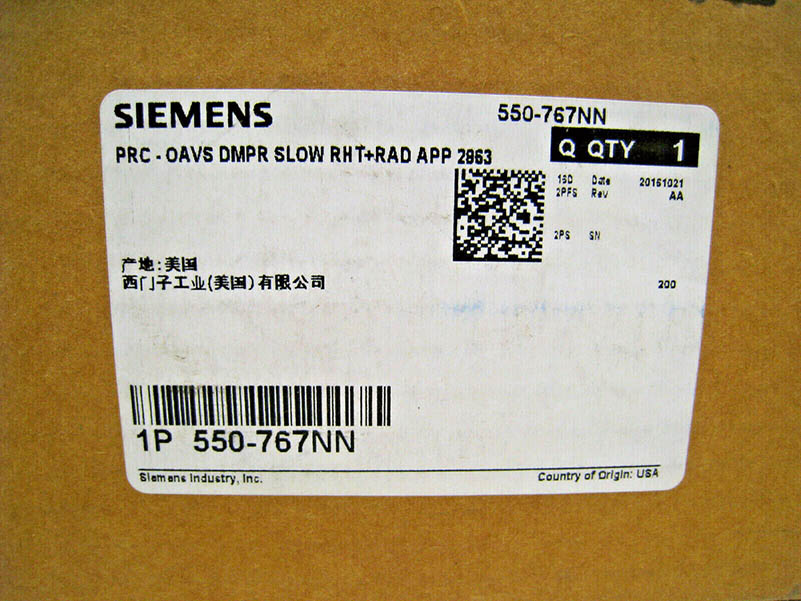 SIEMENS
550-767NN
PRC - OAVS DMPR SLOW RHT+RAD APP 2863
Q QTY 1
16D Date 20161021
2PFS Rev AA
2PS SN
产地:美国
西门子工业(美国)有限公司
200
1P 550-767NN
Siemens Industry, Inc.
Country of Origin: USA